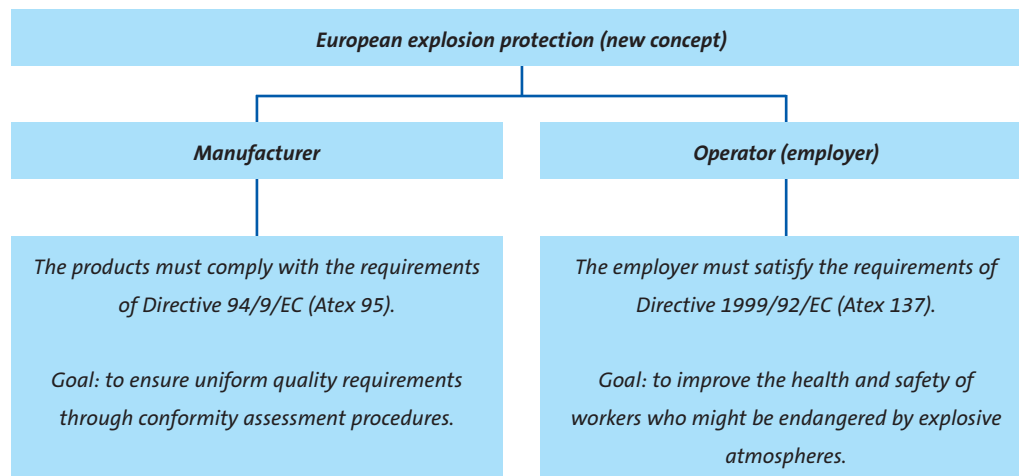 European explosion protection (new concept)
Manufacturer
Operator (employer)
The products must comply with the requirements
of Directive 94/9/EC (Atex 95).
Goal: to ensure uniform quality requirements
through conformity assessment procedures.
The employer must satisfy the requirements of
Directive 1999/92/EC (Atex 137).
Goal: to improve the health and safety of
workers who might be endangered by explosive
atmospheres.